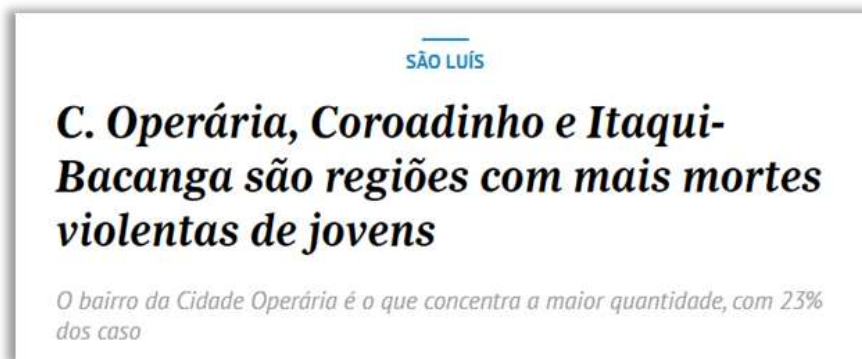 SÃO LUÍS
C. Operária, Coroadinho e Itaqui-
Bacanga são regiões com mais mortes
violentas de jovens
O bairro da Cidade Operária é o que concentra a maior quantidade, com 23%
dos caso